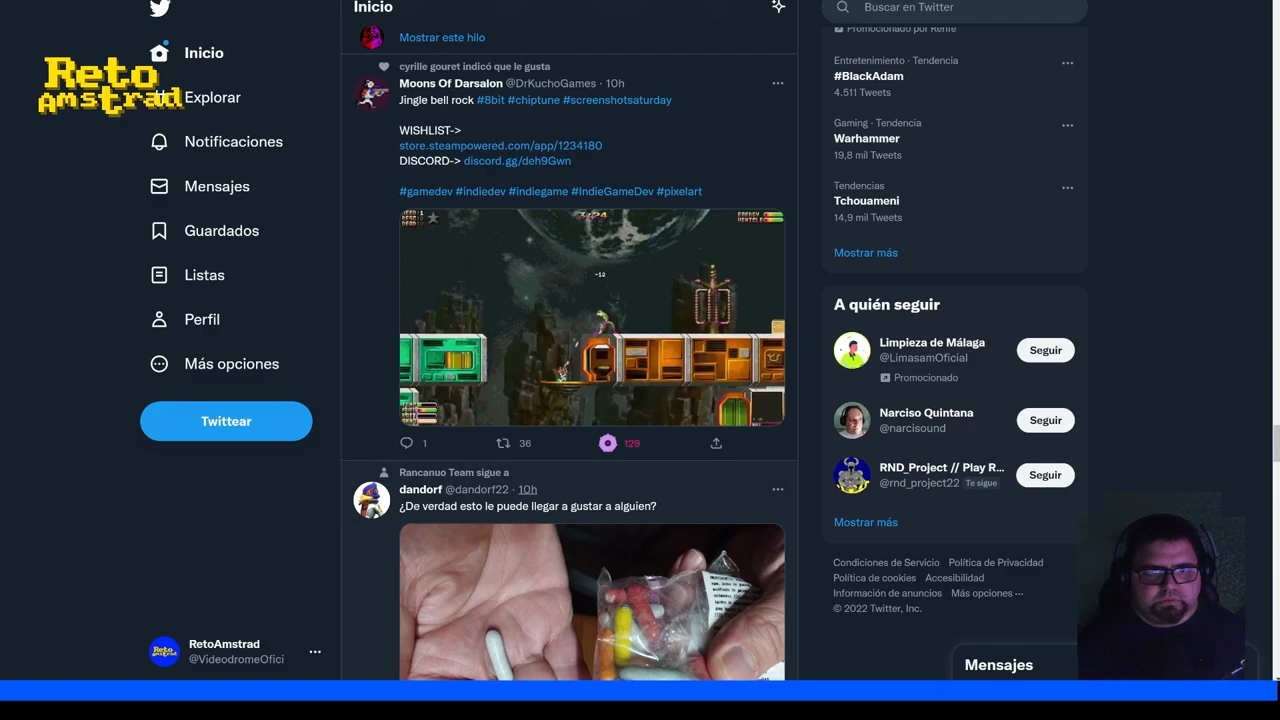 Reto
Amstrad
Inicio
Explorar
Notificaciones
Mensajes
Guardados
Listas
Perfil
Más opciones
Twittear
RetoAmstrad
@VideodromeOfici
Inicio
Mostrar este hilo
cyrille gouret indicó que le gusta
Moons Of Darsalon @DrKuchoGames · 10h
Jingle bell rock #8bit #chiptune #screenshotsaturday
WISHLIST->
store.steampowered.com/app/1234180
DISCORD-> discord.gg/deh9Gwn
#gamedev #indiedev #Indiegame #IndieGameDev #pixelart
-12
1 36 129
Rancanuo Team sigue a
dandorf @dandorf22 · 10h
¿De verdad esto le puede llegar a gustar a alguien?
Buscar en Twitter
Promocionado por Renfe
Entretenimiento · Tendencia
#BlackAdam
4.511 Tweets
Gaming · Tendencia
Warhammer
19,8 mil Tweets
Tendencias
Tchouameni
14,9 mil Tweets
Mostrar más
A quién seguir
Limpieza de Málaga
@LimasamOficial
Seguir
Promocionado
Narciso Quintana
@narcisound
Seguir
RND_Project // Play R...
@rnd_project22 Te sigue
Seguir
Mostrar más
Condiciones de Servicio Política de Privacidad
Política de cookies Accesibilidad
Información de anuncios Más opciones ···
© 2022 Twitter, Inc.
Mensajes